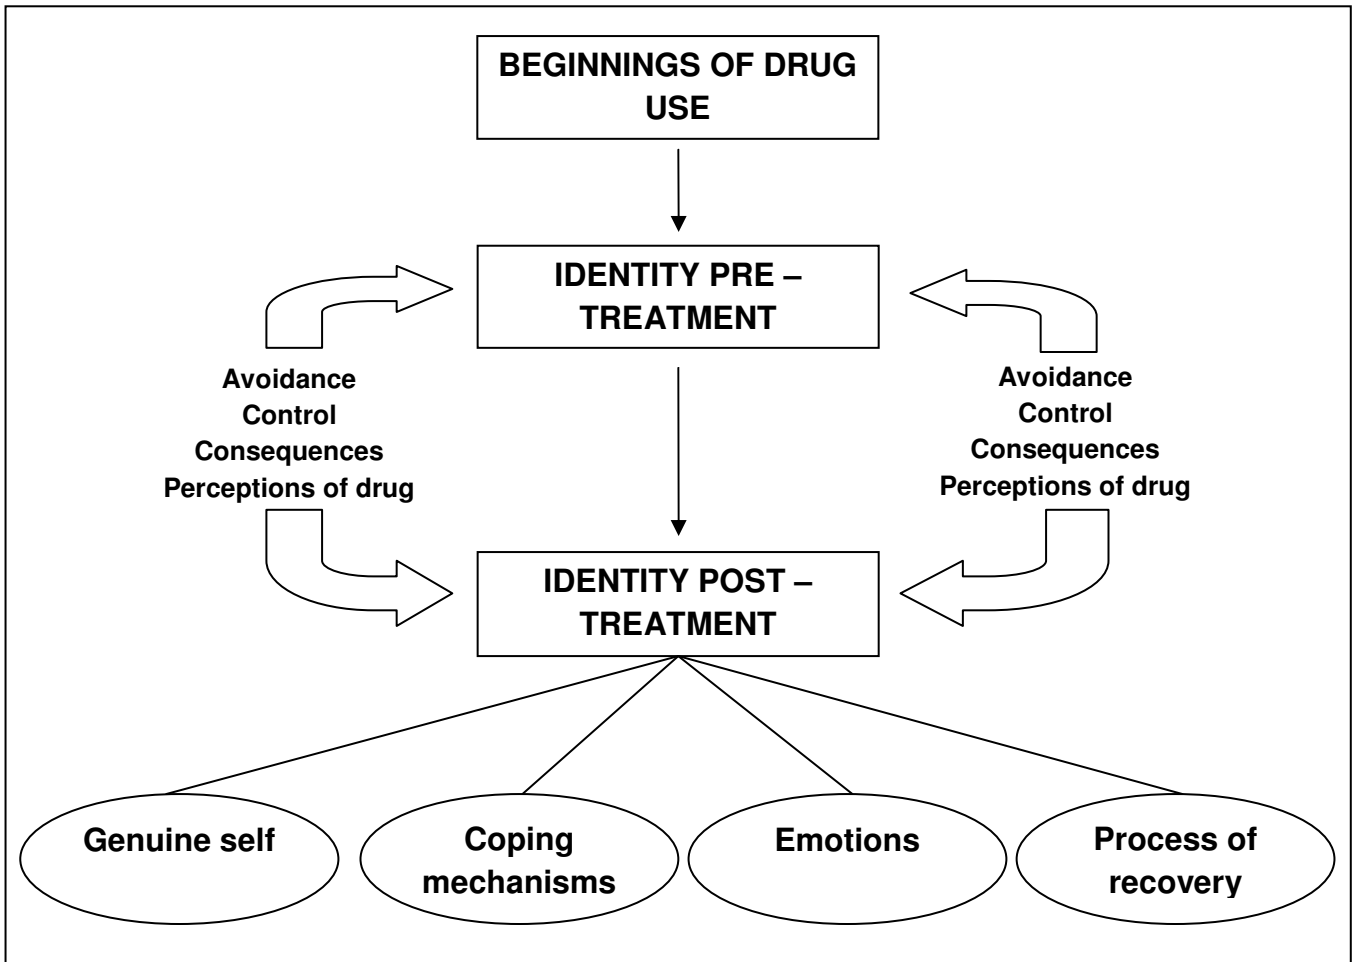 BEGINNINGS OF DRUG
USE
IDENTITY PRE –
TREATMENT
Avoidance
Control
Consequences
Perceptions of drug
Avoidance
Control
Consequences
Perceptions of drug
IDENTITY POST –
TREATMENT
Genuine self
Coping
mechanisms
Emotions
Process of
recovery